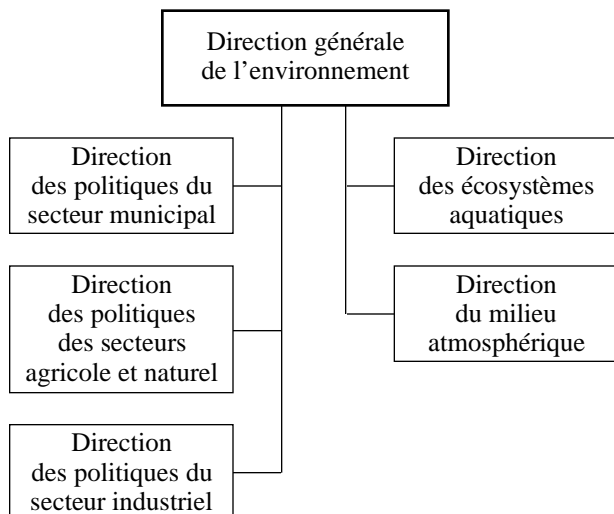 Direction générale
de l’environnement
Direction
des politiques du
secteur municipal
Direction
des écosystèmes
aquatiques
Direction
des politiques
des secteurs
agricole et naturel
Direction
du milieu
atmosphérique
Direction
des politiques du
secteur industriel